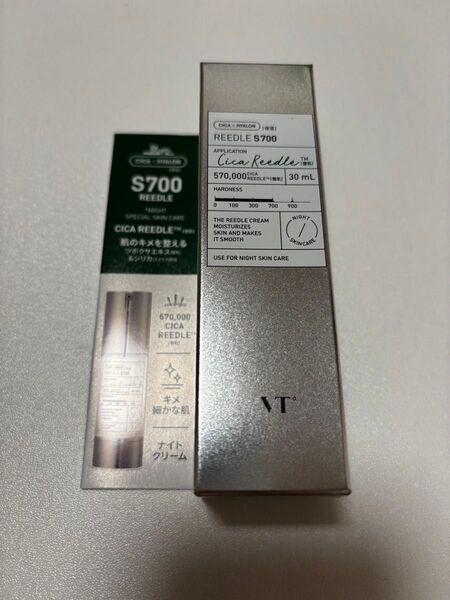 CICA × HYALON
S700
REEDLE
*NIGHT
SPECIAL SKIN CARE
CICA REEDLE™
肌のキメを整える
ツボクサエキス
&シリカ
570,000
CICA
REEDLE™
キメ
細かな肌
ナイト
クリーム
CICA × HYALON
REEDLE S700
APPLICATION
Cica Reedle™
570,000 CICA REEDLE™
30 mL
HARDNESS
0 100 300 700 900
THE REEDLE CREAM
MOISTURIZES
SKIN AND MAKES
IT SMOOTH
NIGHT
SKINCARE
USE FOR NIGHT SKIN CARE
VT